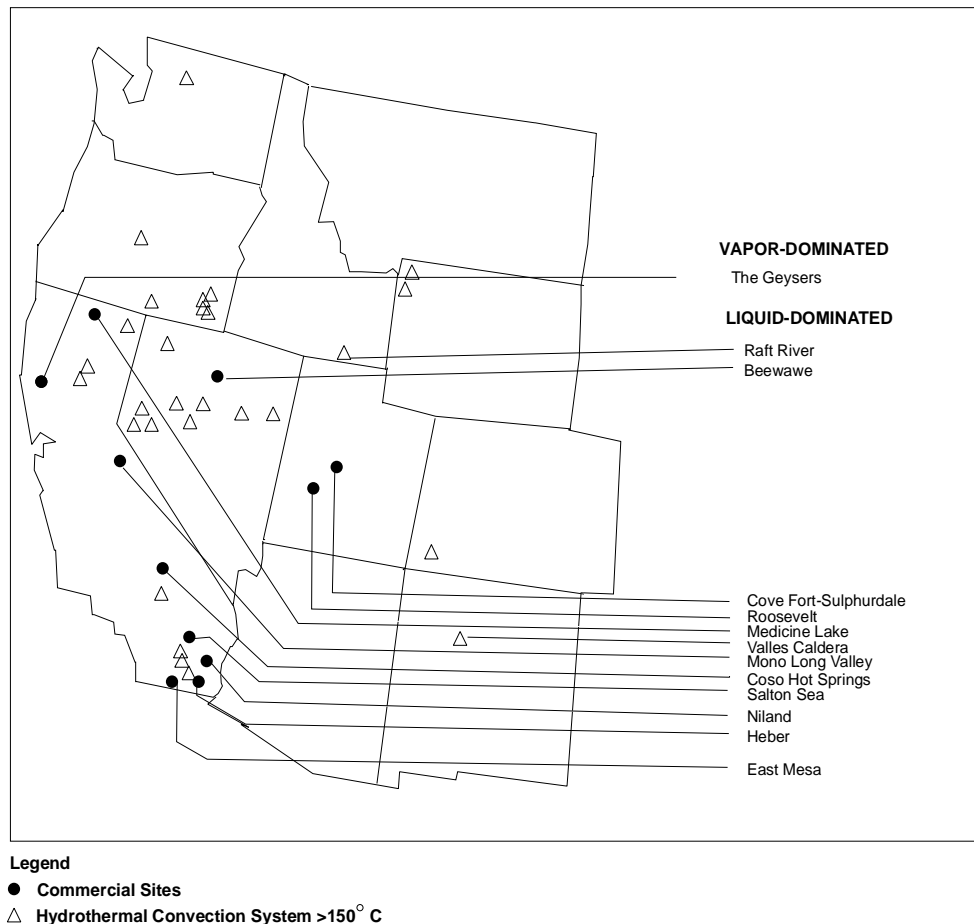 VAPOR-DOMINATED
The Geysers
LIQUID-DOMINATED
Raft River
Beewawe
Cove Fort-Sulphurdale
Roosevelt
Medicine Lake
Valles Caldera
Mono Long Valley
Coso Hot Springs
Salton Sea
Niland
Heber
East Mesa
Legend
Commercial Sites
Hydrothermal Convection System >150° C